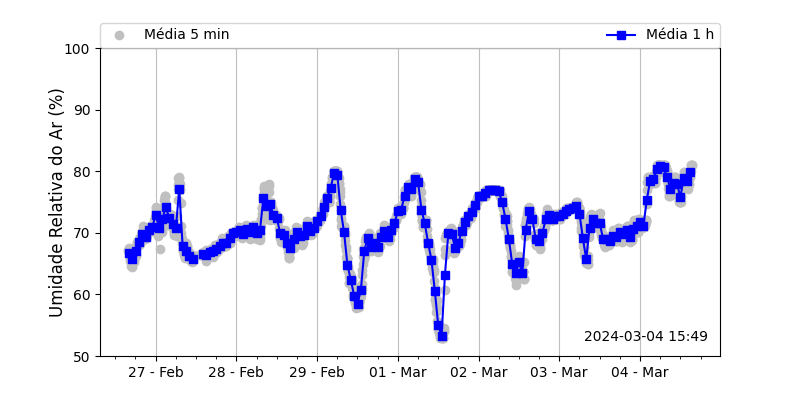 Média 5 min
Média 1 h
Umidade Relativa do Ar (%)
100
90
80
70
60
50
2024-03-04 15:49
27 - Feb
28 - Feb
29 - Feb
01 - Mar
02 - Mar
03 - Mar
04 - Mar